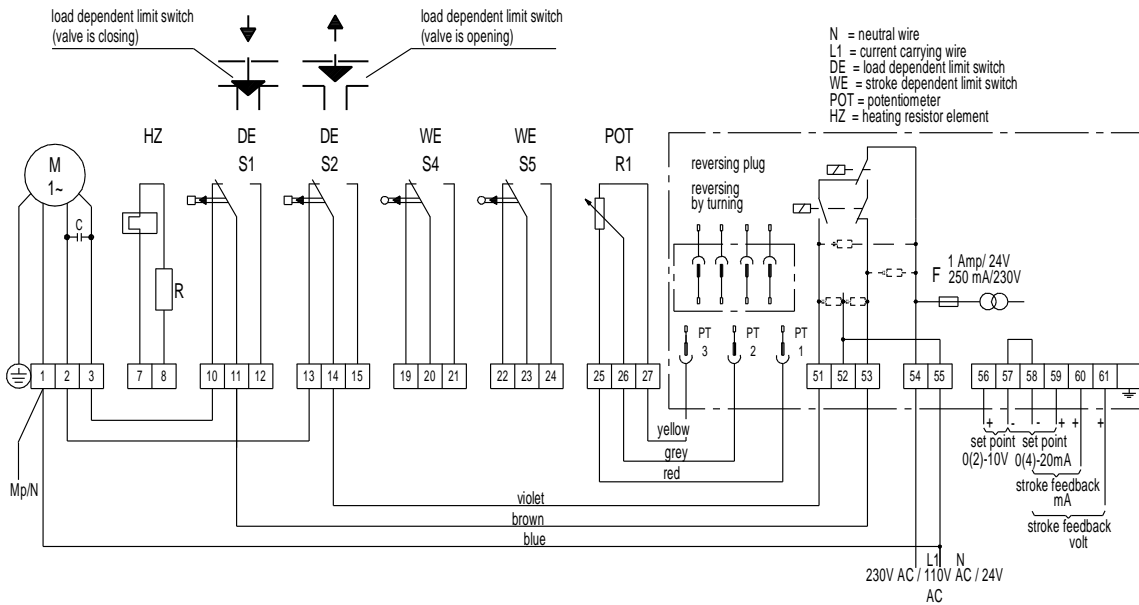 load dependent limit switch
(valve is closing)
load dependent limit switch
(valve is opening)
N = neutral wire
L1 = current carrying wire
DE = load dependent limit switch
WE = stroke dependent limit switch
POT = potentiometer
HZ = heating resistor element
HZ DE DE WE WE POT
S1 S2 S4 S5 R1
M
1~
C
R
reversing plug
reversing
by turning
F
1 Amp/ 24V
250 mA/230V
PT
3
PT
2
PT
1
1 2 3 7 8 10 11 12 13 14 15 19 20 21 22 23 24 25 26 27 51 52 53 54 55 56 57 58 59 60 61
yellow
grey
red
+ - - + + +
set point
0(2)-10V
set point
0(4)-20mA
stroke feedback
mA
stroke feedback
volt
Mp/N
violet
brown
blue
L1 N
230V AC / 110V AC / 24V
AC